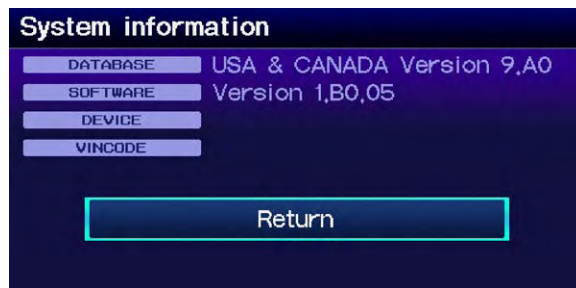 System information
DATABASE USA & CANADA Version 9.A0
SOFTWARE Version 1.B0.05
DEVICE
VINCODE
Return